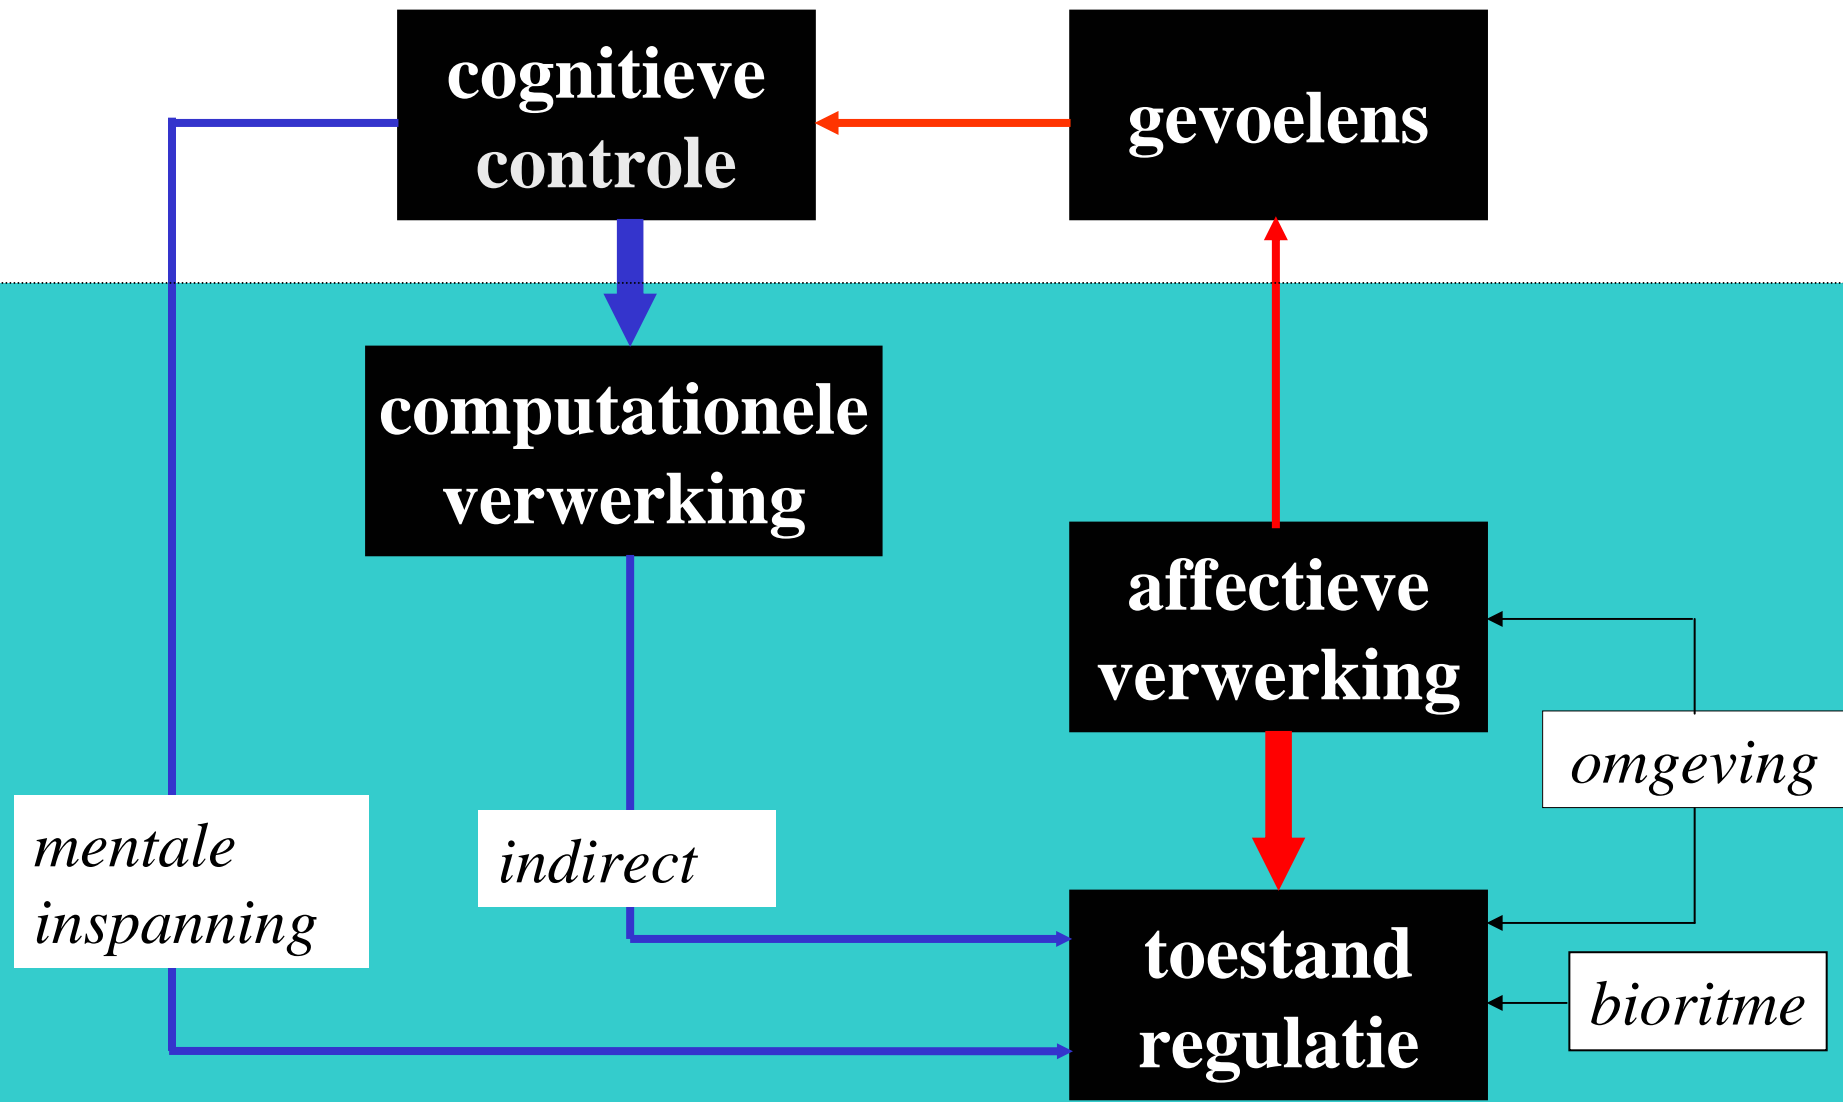 cognitieve
controle
gevoelens
computationele
verwerking
affectieve
verwerking
omgeving
mentale
inspanning
indirect
toestand
regulatie
bioritme